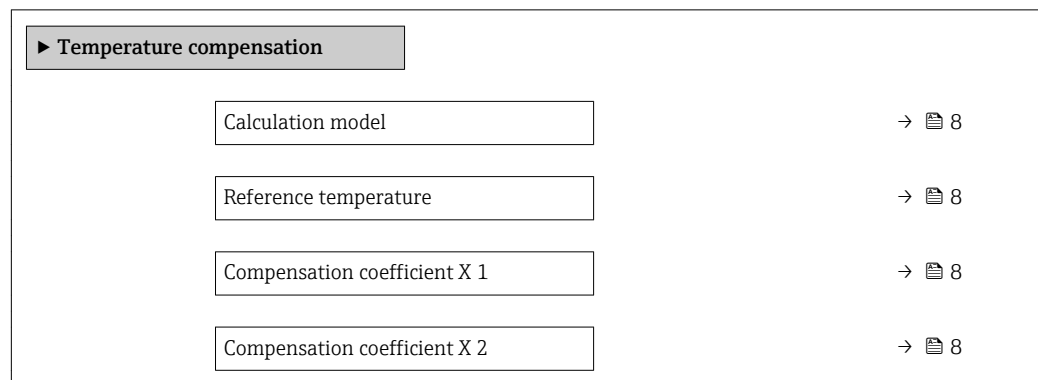 ▶ Temperature compensation
Calculation model → 8
Reference temperature → 8
Compensation coefficient X 1 → 8
Compensation coefficient X 2 → 8